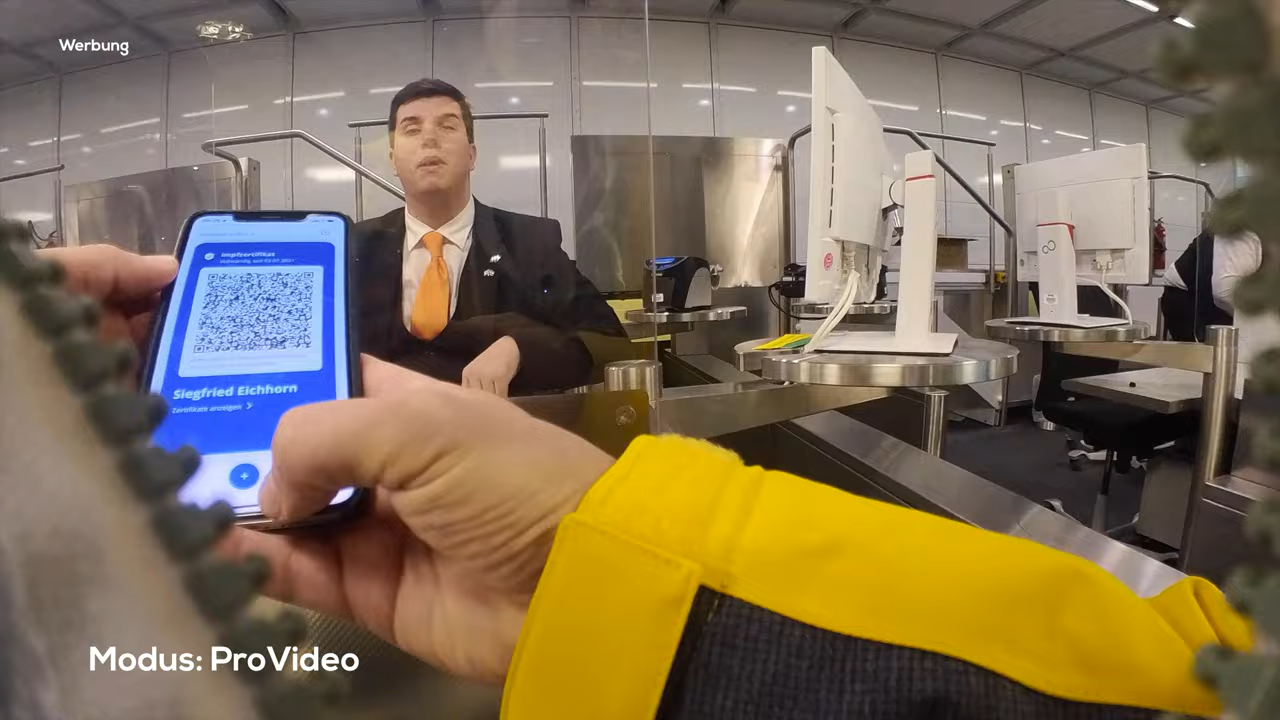 Werbung
Impfzertifikat
Siegfried Eichhorn
Zertifikate anzeigen >
+
Modus: ProVideo